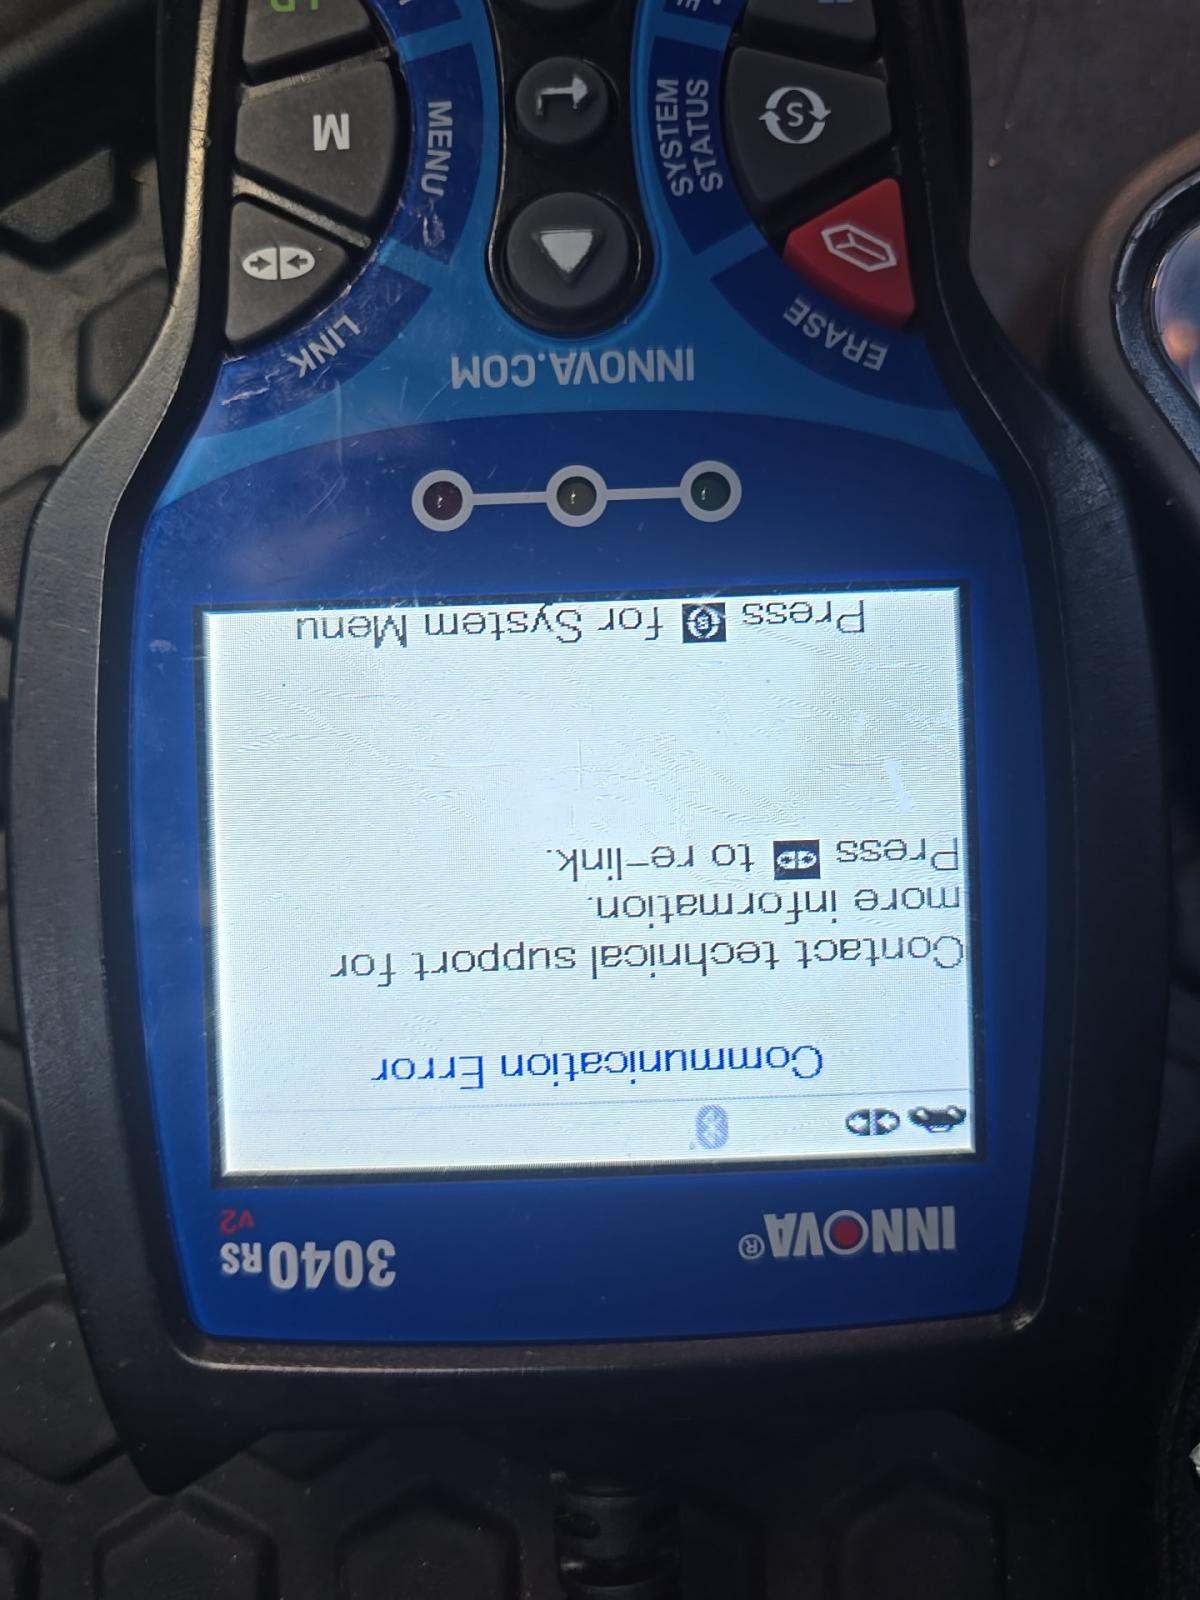 INNOVA®
3040RS
V2
Communication Error
Contact technical support for
more information.
Press to re-link.
Press for System Menu
INNOVA.COM
ERASE
LINK
SYSTEM
STATUS
S
MENU
M
LD